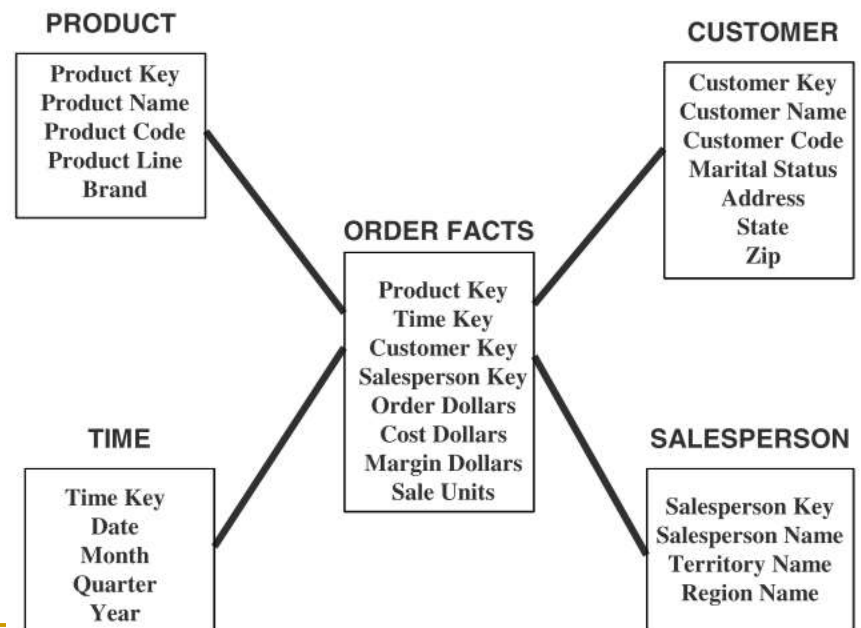 PRODUCT
Product Key
Product Name
Product Code
Product Line
Brand
CUSTOMER
Customer Key
Customer Name
Customer Code
Marital Status
Address
State
Zip
ORDER FACTS
Product Key
Time Key
Customer Key
Salesperson Key
Order Dollars
Cost Dollars
Margin Dollars
Sale Units
TIME
Time Key
Date
Month
Quarter
Year
SALESPERSON
Salesperson Key
Salesperson Name
Territory Name
Region Name